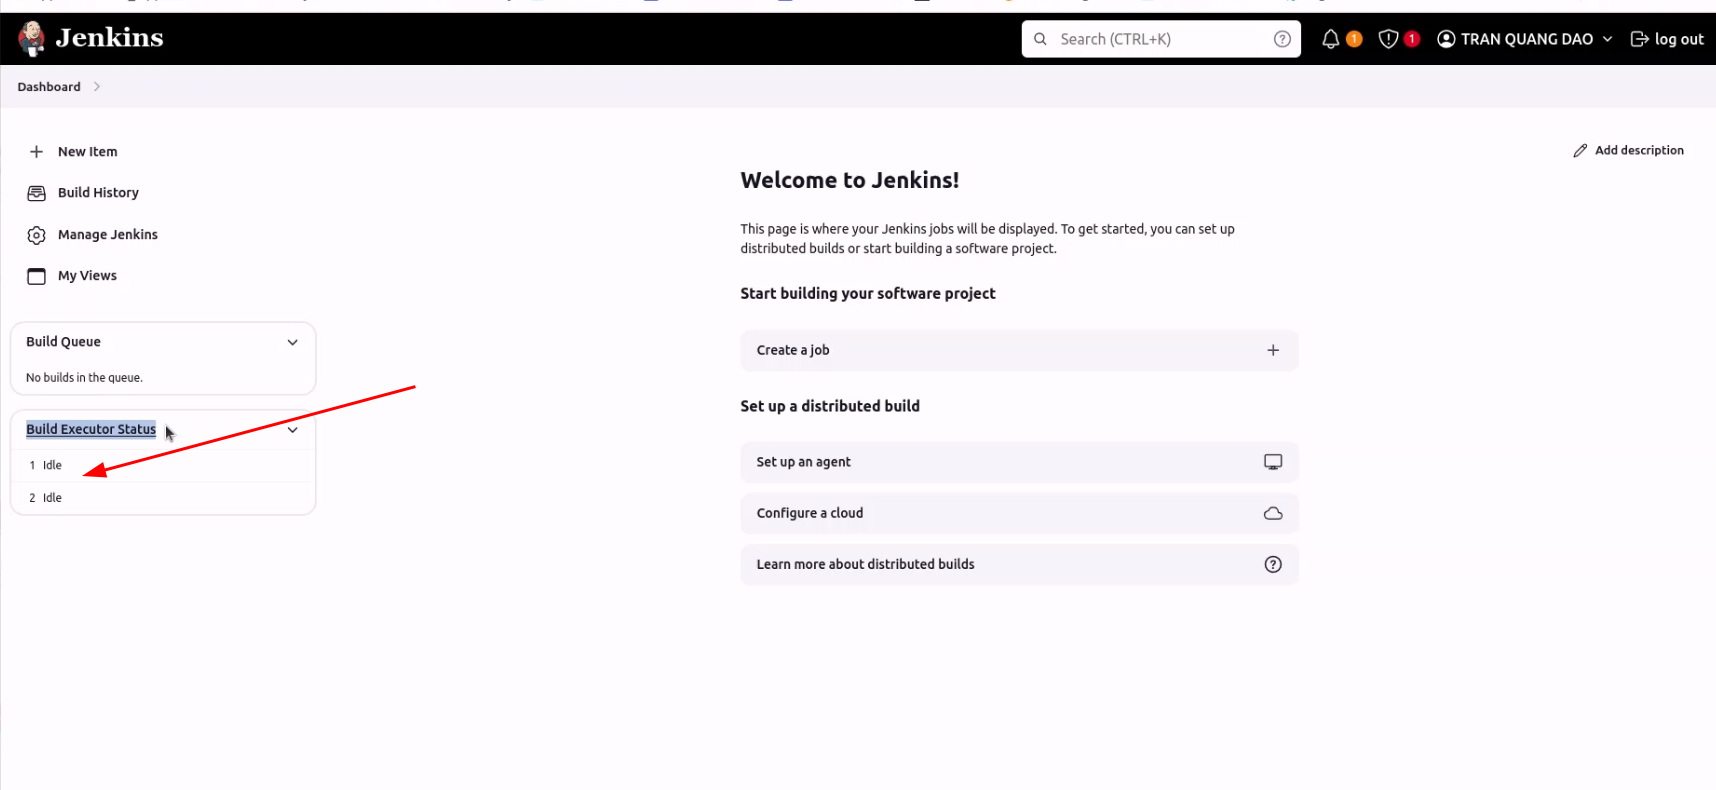 Jenkins
Search (CTRL+K)
1
1
TRAN QUANG DAO
log out
Dashboard
New Item
Build History
Manage Jenkins
My Views
Build Queue
No builds in the queue.
Build Executor Status
1 Idle
2 Idle
Add description
Welcome to Jenkins!
This page is where your Jenkins jobs will be displayed. To get started, you can set up
distributed builds or start building a software project.
Start building your software project
Create a job
Set up a distributed build
Set up an agent
Configure a cloud
Learn more about distributed builds